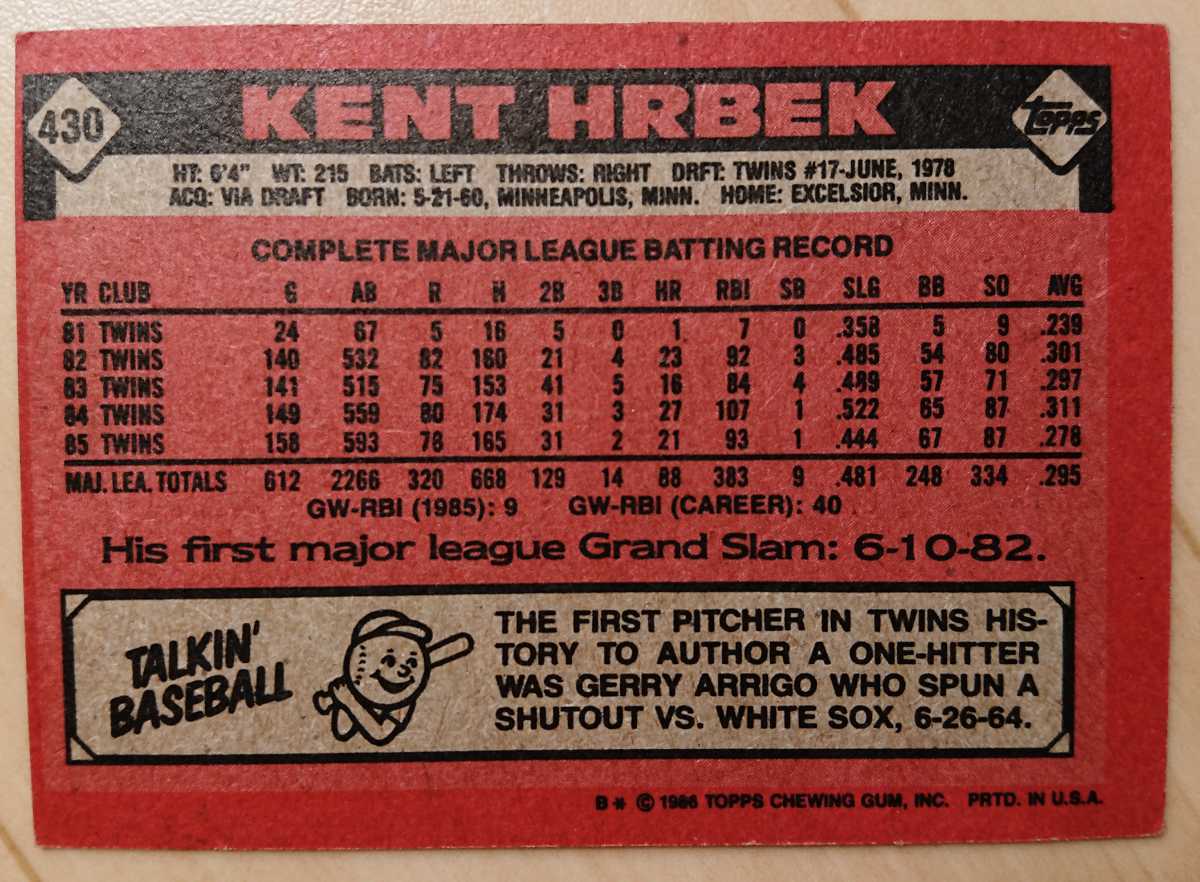 430
KENT HRBEK
topps
HT: 6'4" WT: 215 BATS: LEFT THROWS: RIGHT DRFT: TWINS #17-JUNE, 1978
ACQ: VIA DRAFT BORN: 5-21-60, MINNEAPOLIS, MINN. HOME: EXCELSIOR, MINN.
COMPLETE MAJOR LEAGUE BATTING RECORD
YR CLUB G AB R H 2B 3B HR RBI SB SLG BB SO AVG
81 TWINS 24 67 5 16 5 0 1 7 0 .358 5 9 .239
82 TWINS 140 532 82 160 21 4 23 92 3 .485 54 80 .301
83 TWINS 141 515 75 153 41 5 16 84 4 .489 57 71 .297
84 TWINS 149 559 80 174 31 3 27 107 1 .522 65 87 .311
85 TWINS 158 593 78 165 31 2 21 93 1 .444 67 87 .278
MAJ. LEA. TOTALS 612 2266 320 668 129 14 88 383 9 .481 248 334 .295
GW-RBI (1985): 9 GW-RBI (CAREER): 40
His first major league Grand Slam: 6-10-82.
TALKIN'
BASEBALL
THE FIRST PITCHER IN TWINS HIS-
TORY TO AUTHOR A ONE-HITTER
WAS GERRY ARRIGO WHO SPUN A
SHUTOUT VS. WHITE SOX, 6-26-64.
B* © 1986 TOPPS CHEWING GUM, INC. PRTD. IN U.S.A.